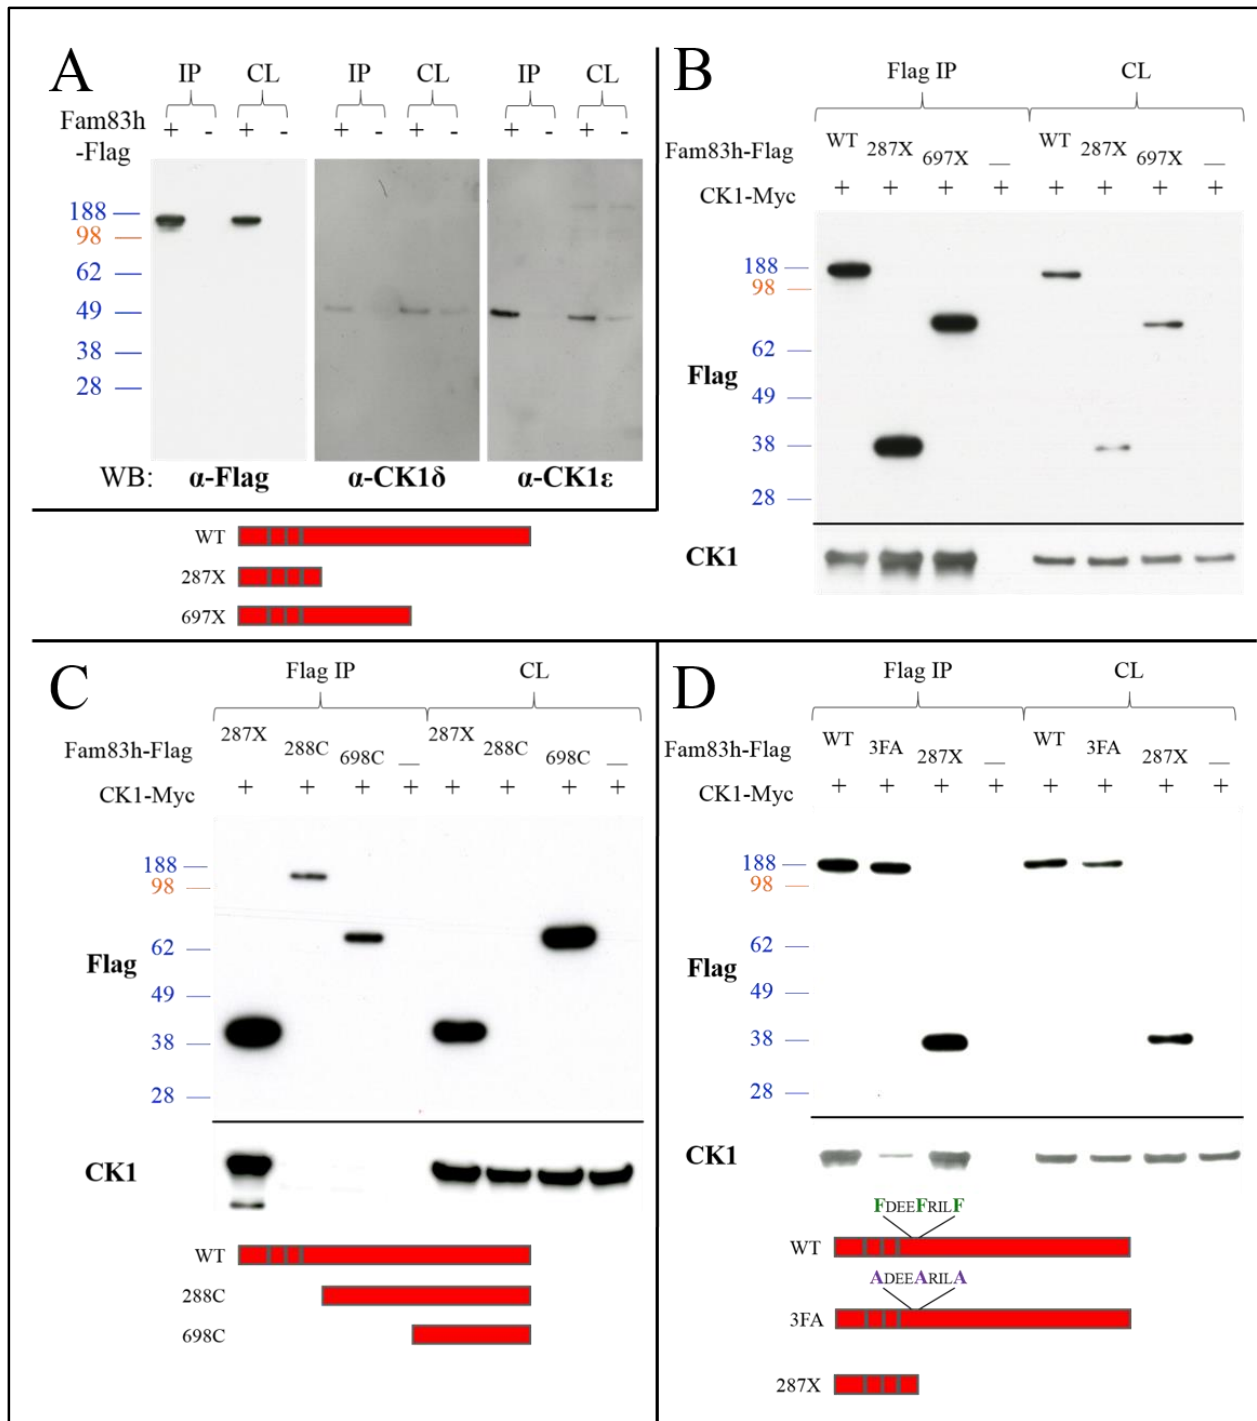 A
IP CL IP CL IP CL
Fam83h
-Flag
+ - + - + - + - + - + -
188
98
62
49
38
28
WB: α-Flag α-CK1δ α-CK1ε
WT
287X
697X
B
Flag IP CL
Fam83h-Flag WT 287X 697X __ WT 287X 697X __
CK1-Myc + + + + + + + +
188
98
62
Flag
49
38
28
CK1
C
Flag IP CL
Fam83h-Flag 287X 288C 698C __ 287X 288C 698C __
CK1-Myc + + + + + + + +
188
98
62
Flag
49
38
28
CK1
WT
288C
698C
D
Flag IP CL
Fam83h-Flag WT 3FA 287X __ WT 3FA 287X __
CK1-Myc + + + + + + + +
188
98
62
Flag
49
38
28
CK1
FDEEFRILF
WT
ADEEARILA
3FA
287X